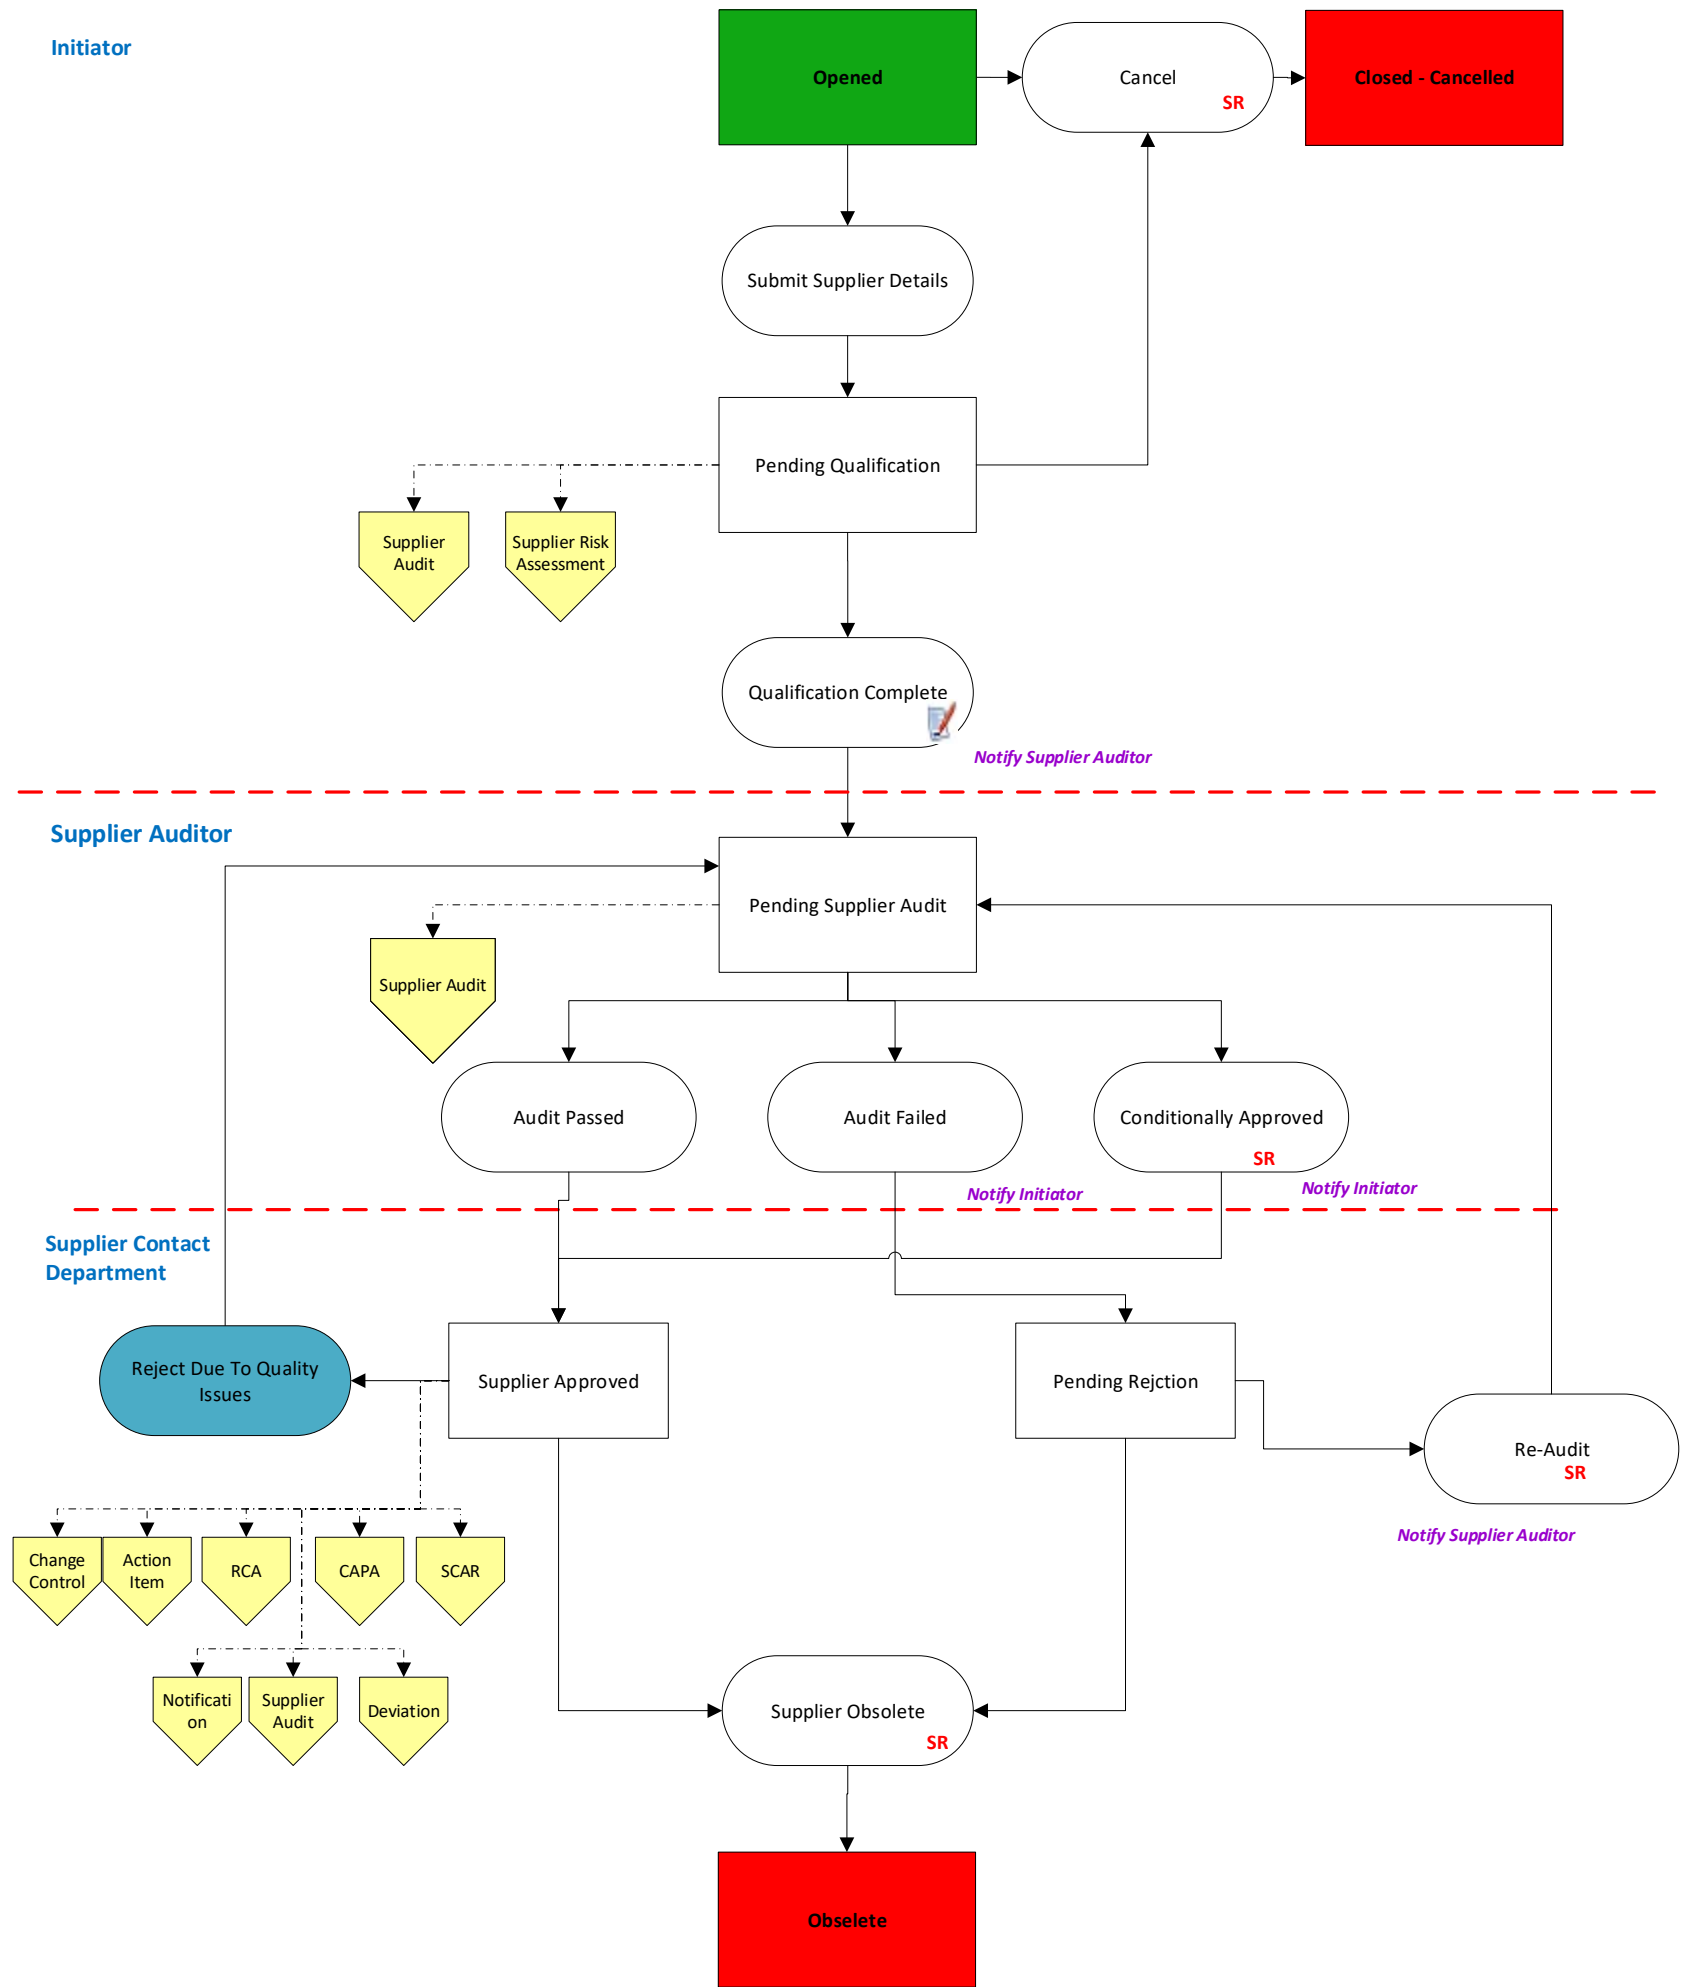 Initiator
Opened
Cancel
SR
Closed - Cancelled
Submit Supplier Details
Pending Qualification
Supplier
Audit
Supplier Risk
Assessment
Qualification Complete
Notify Supplier Auditor
Supplier Auditor
Pending Supplier Audit
Supplier Audit
Audit Passed
Audit Failed
Conditionally Approved
SR
Notify Initiator
Notify Initiator
Supplier Contact
Department
Reject Due To Quality
Issues
Supplier Approved
Pending Rejction
Re-Audit
SR
Notify Supplier Auditor
Change
Control
Action
Item
RCA
CAPA
SCAR
Notificati
on
Supplier
Audit
Deviation
Supplier Obsolete
SR
Obselete